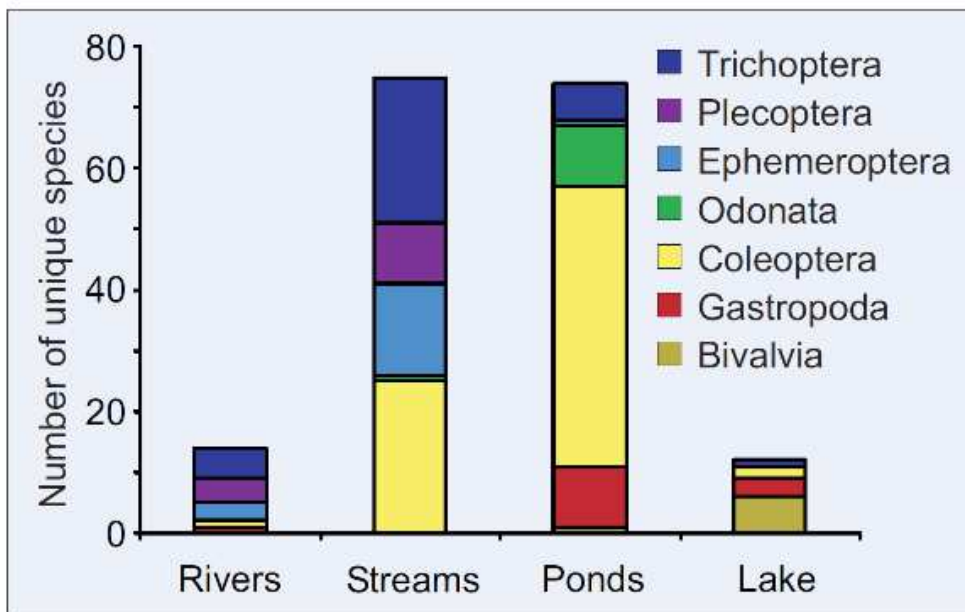 Number of unique species
80
60
40
20
0
Trichoptera
Plecoptera
Ephemeroptera
Odonata
Coleoptera
Gastropoda
Bivalvia
Rivers Streams Ponds Lake